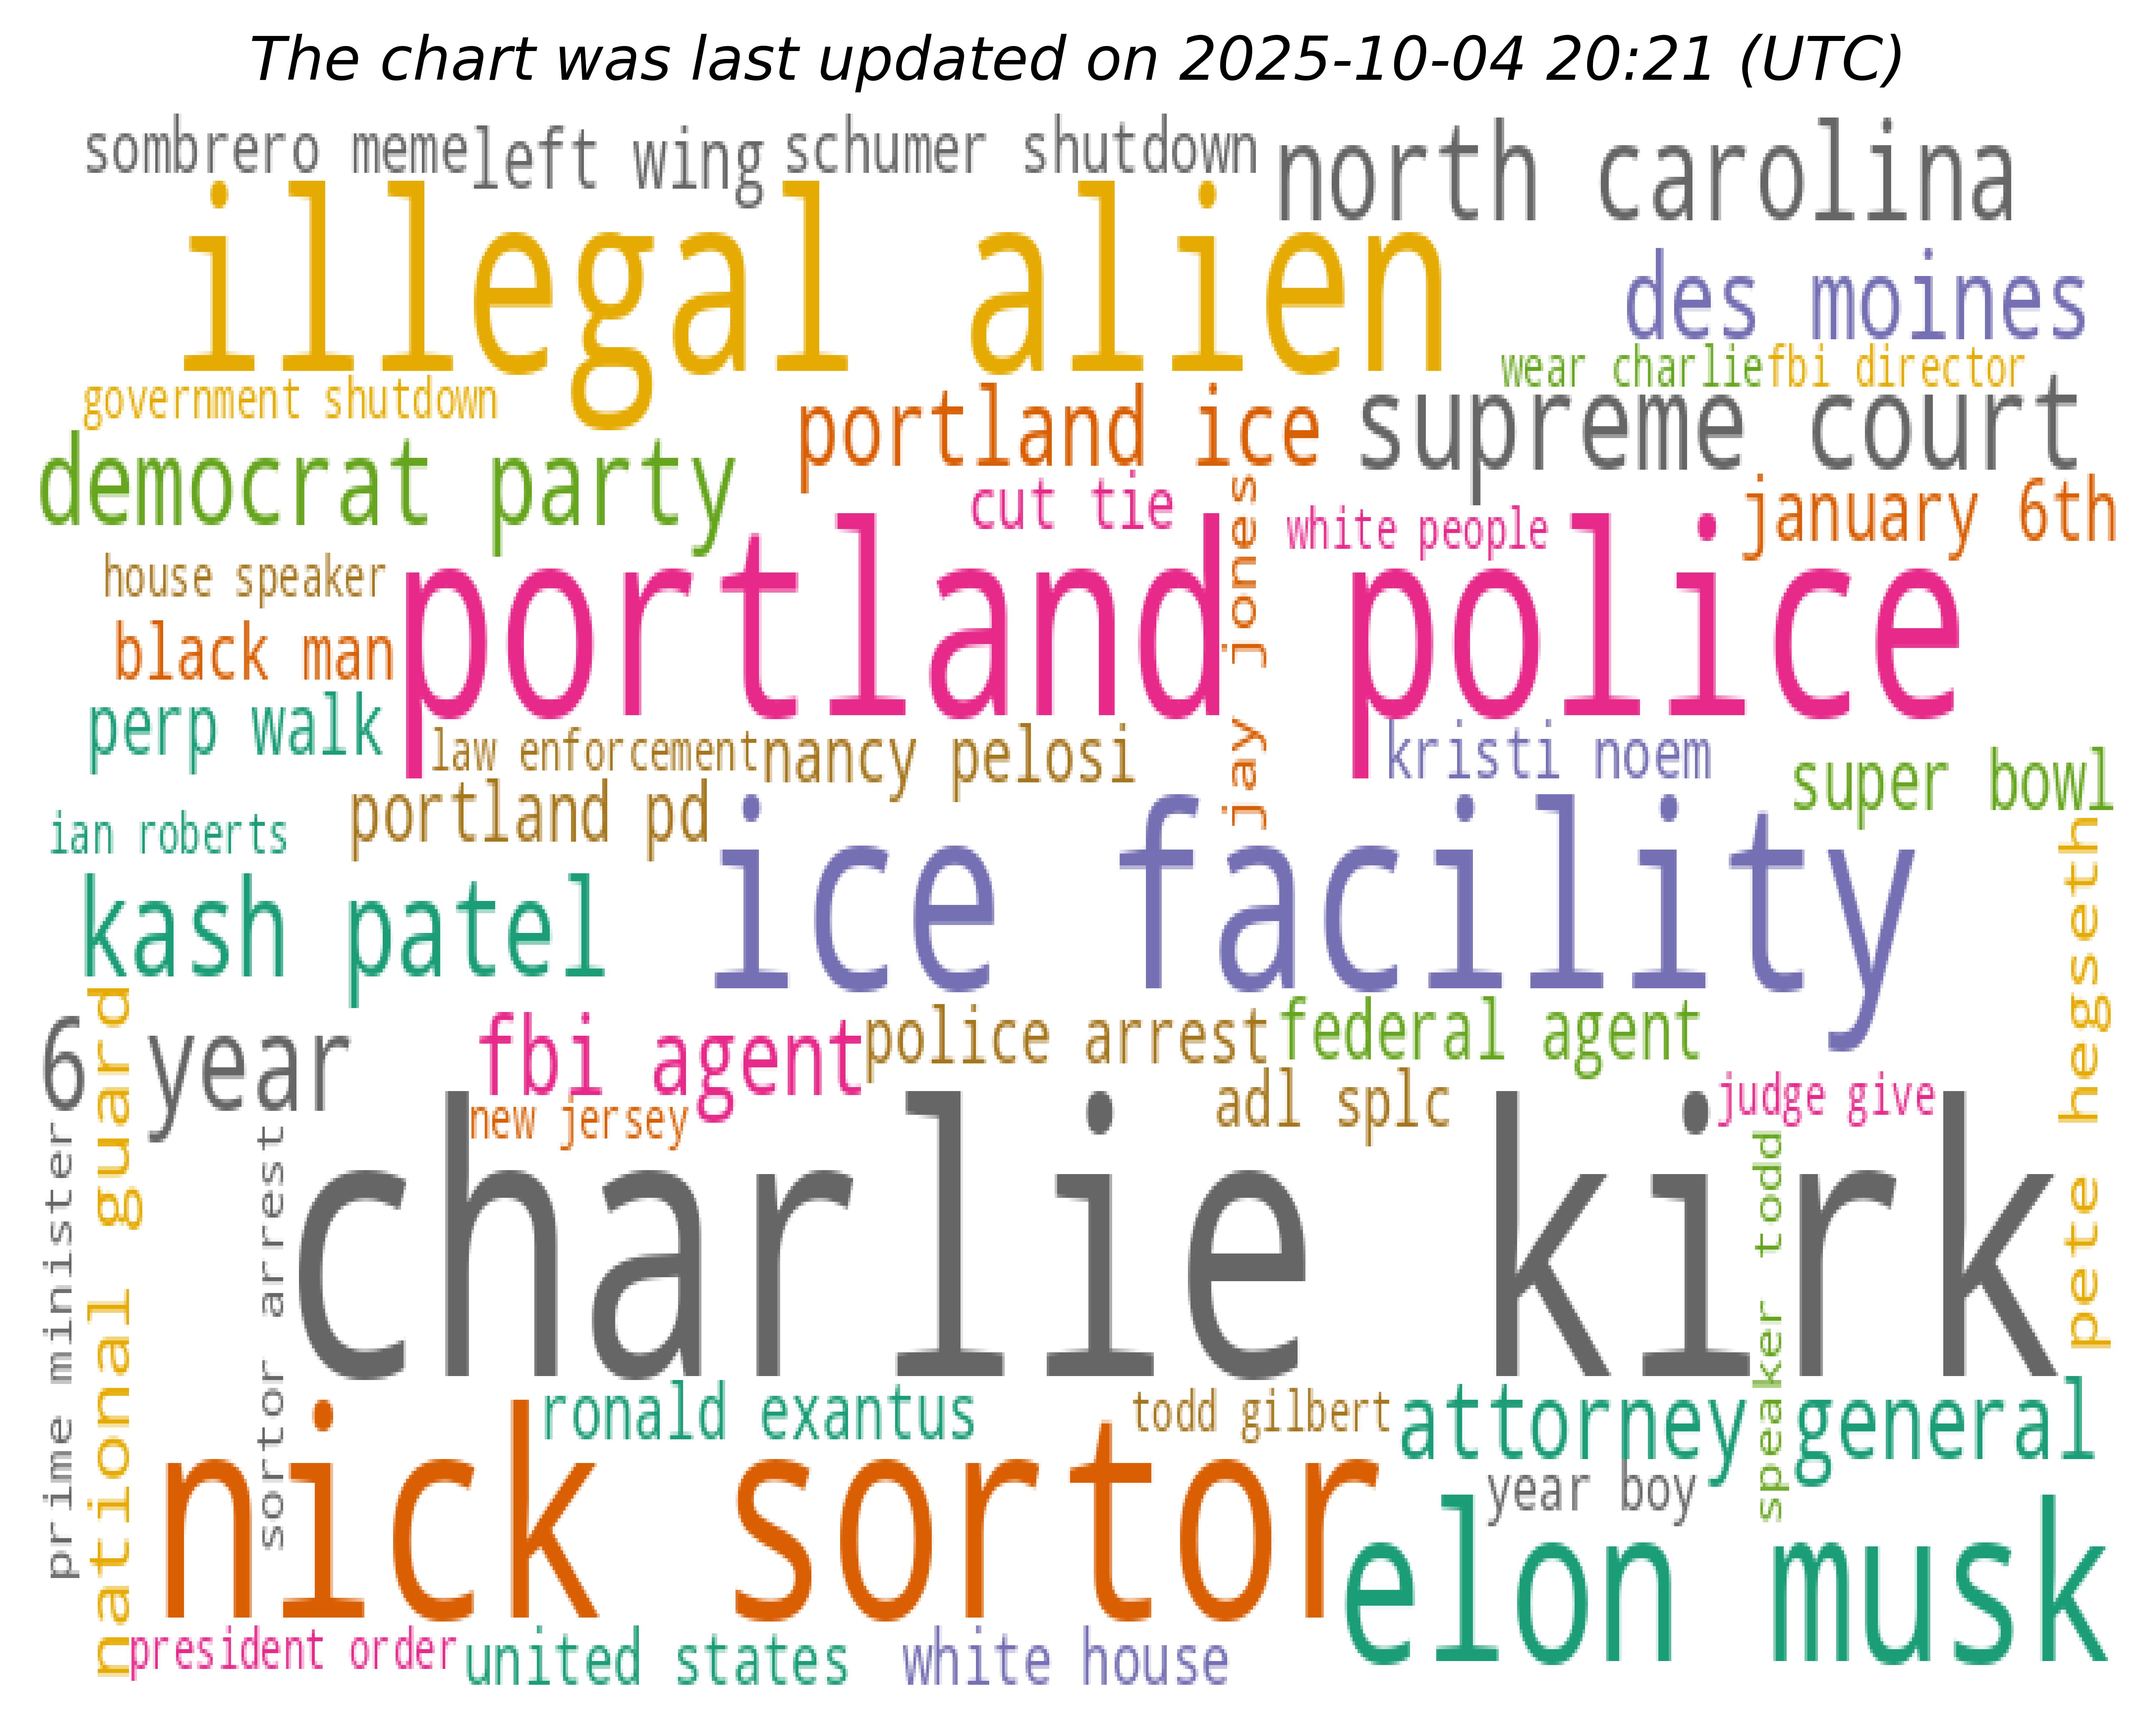 The chart was last updated on 2025-10-04 20:21 (UTC)
sombrero meme
left wing
schumer shutdown
north carolina
illegal alien
des moines
wear charlie
fbi director
government shutdown
portland ice
supreme court
democrat party
cut tie
jay jones
white people
january 6th
house speaker
portland police
black man
perp walk
law enforcement
nancy pelosi
kristi noem
super bowl
ian roberts
portland pd
ice facility
pete hegseth
kash patel
national guard
6 year
fbi agent
police arrest
federal agent
new jersey
adl splc
judge give
prime minister
sortor arrest
charlie kirk
speaker todd
ronald exantus
todd gilbert
attorney general
nick sortor
year boy
elon musk
president order
united states
white house